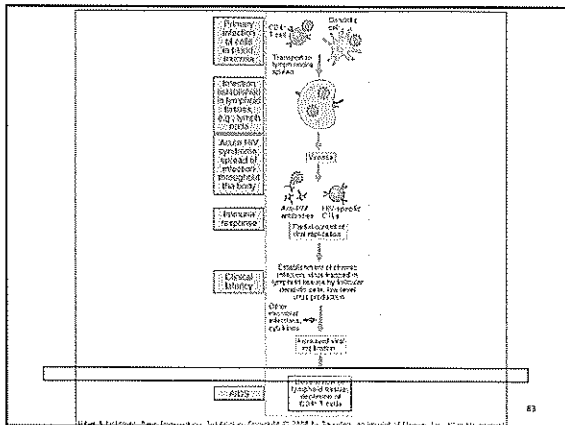 Primary
infection
of cells
in blood,
mucosa
CD4+
T cell
Dendritic
cell
Transport to
lymph nodes,
spleen
Infection
established
in lymphoid
tissues,
e.g., lymph
node
Acute HIV
syndrome,
spread of
infection
throughout
the body
Viremia
Immune
response
Anti-HIV
antibodies
HIV-specific
CTLs
Partial control of
viral replication
Clinical
latency
Establishment of chronic
infection; virus trapped in
lymphoid tissues by follicular
dendritic cells; low-level
virus production
Other
microbial
infections;
cytokines
Increased viral
replication
AIDS
Destruction of
lymphoid tissue;
depletion of
CD4+ T cells
83